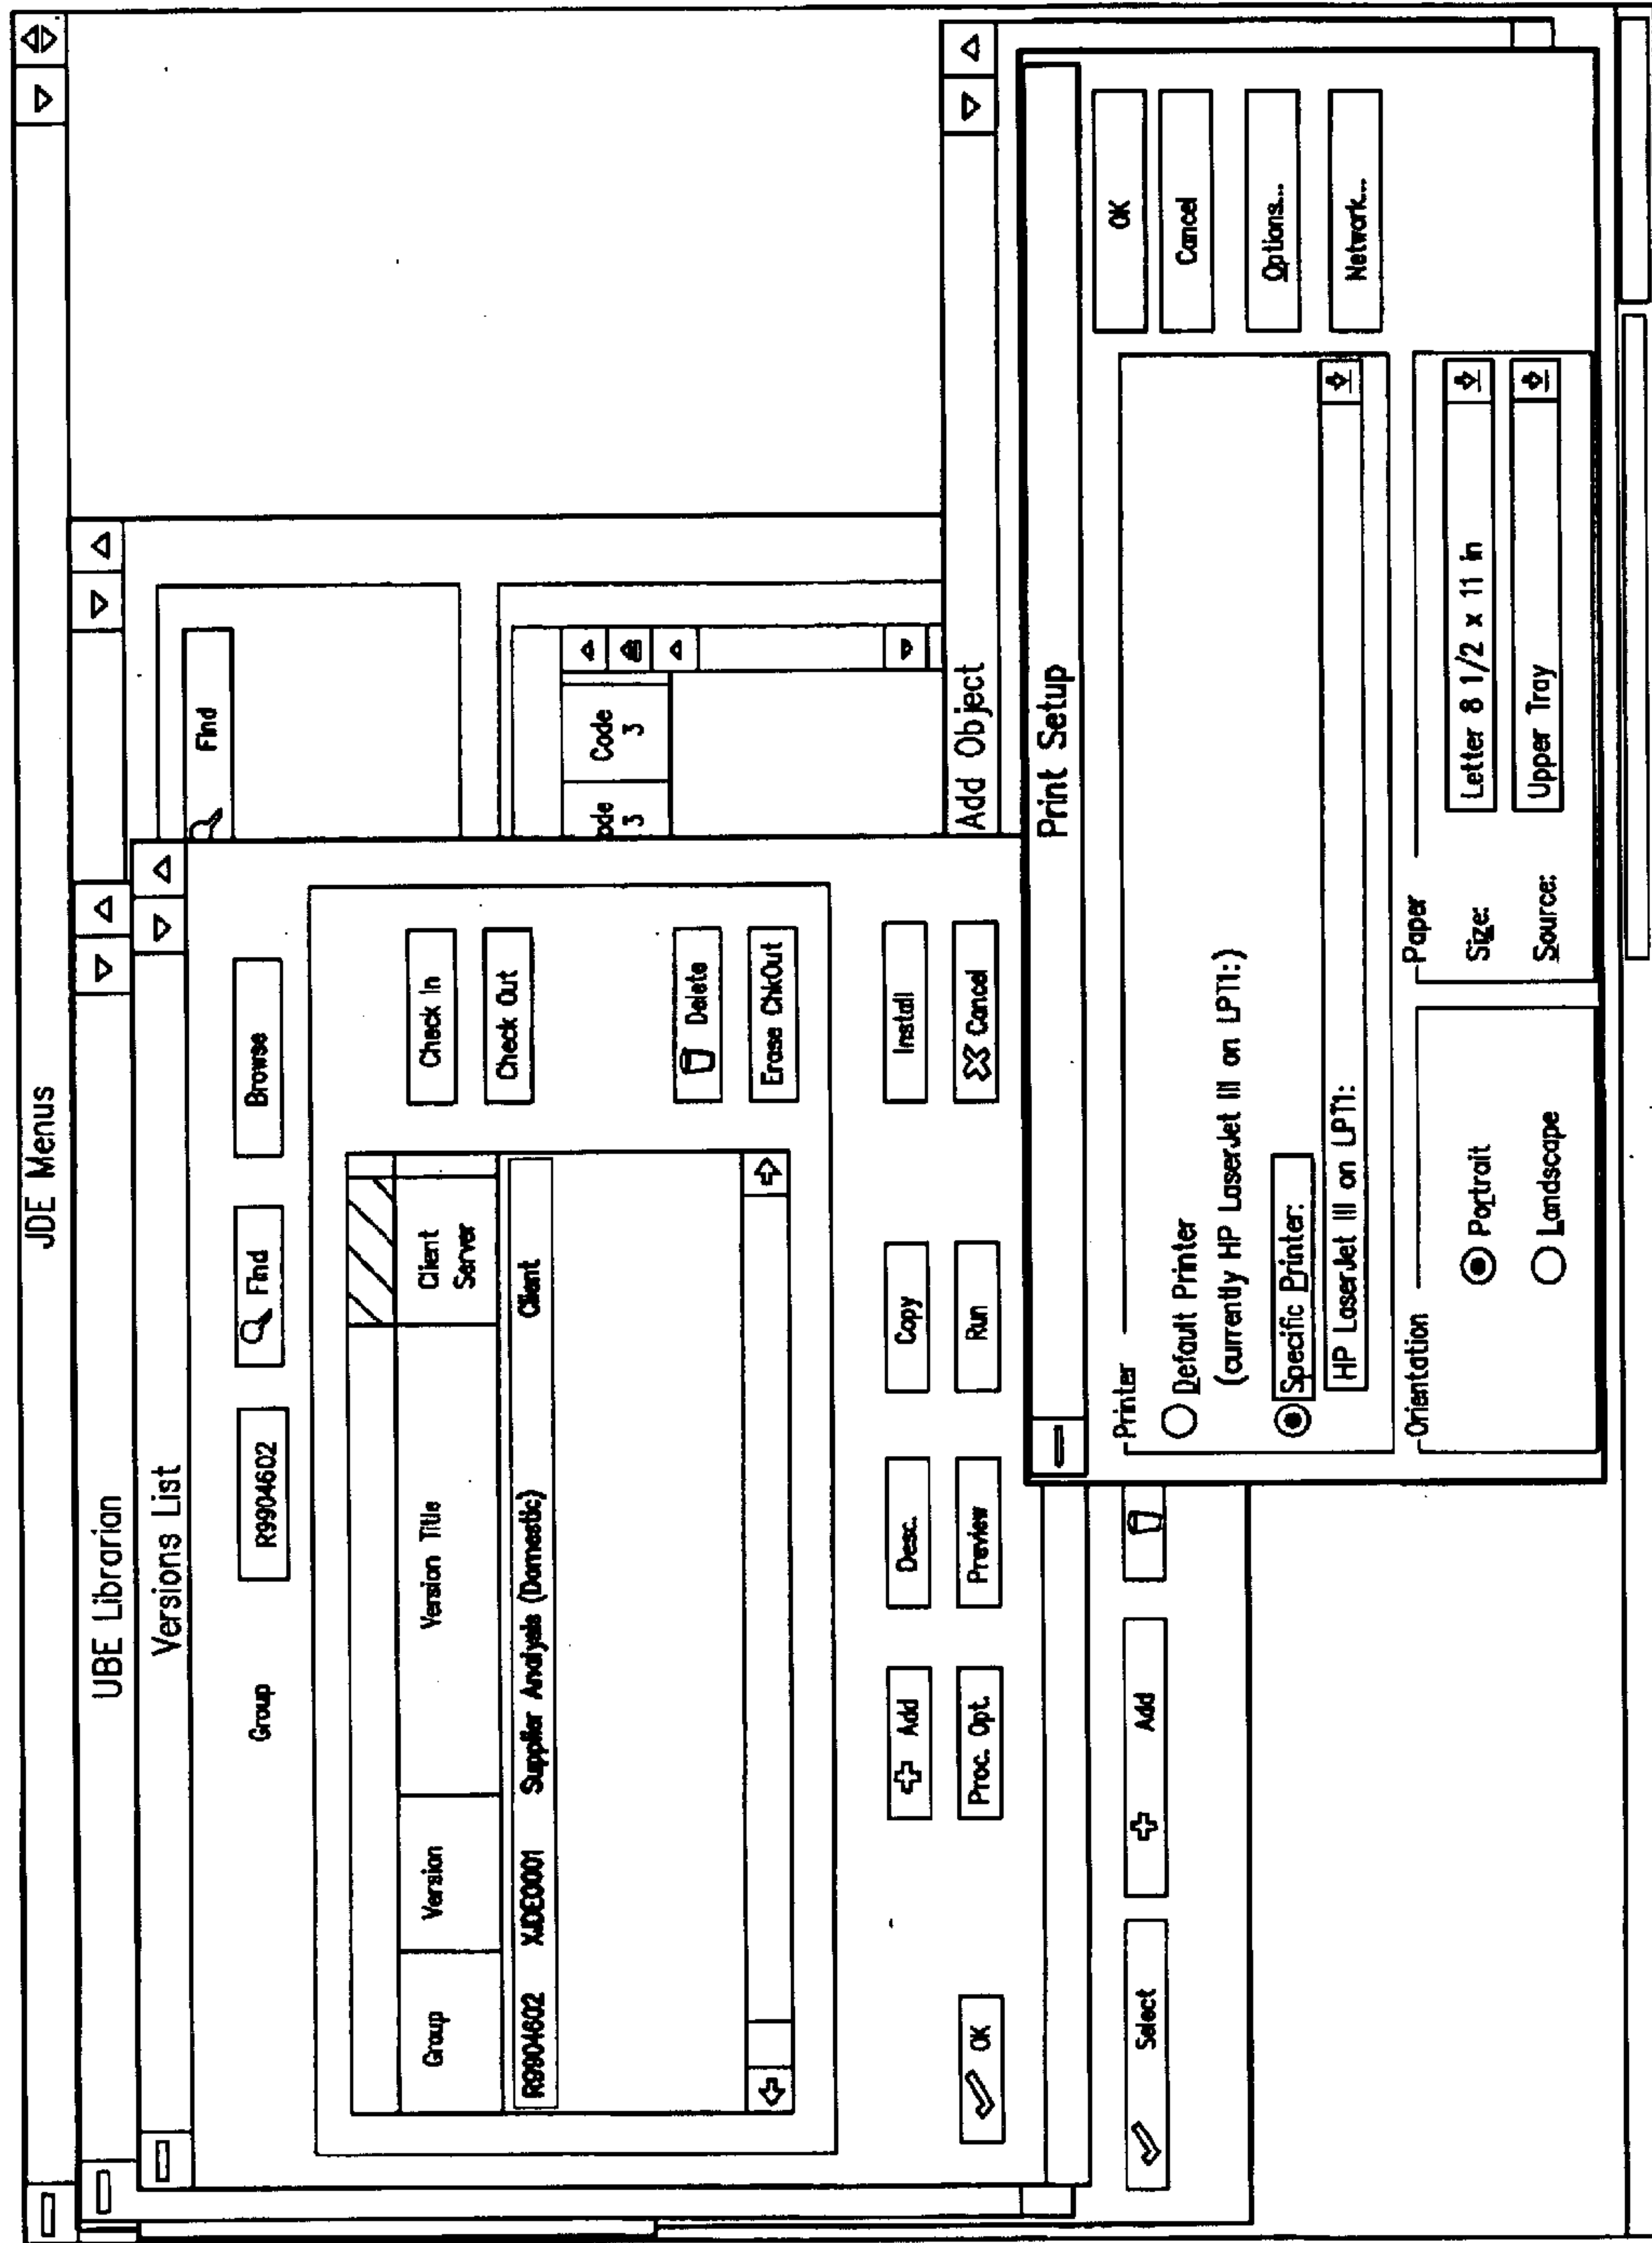 JDE Menus
UBE Librarian
Versions List
Group
R9904602
Find
Browse
Find
Group
Version
Version Title
Client
Server
Check In
R9904602
XJDE0001
Supplier Analysis (Domestic)
Client
Check Out
ode
3
Code
3
Delete
Erase ChkOut
Add
Desc.
Copy
Install
OK
Proc. Opt.
Preview
Run
Cancel
Select
Add
Add Object
Print Setup
Printer
Default Printer
(currently HP LaserJet III on LPT1:)
Specific Printer:
HP LaserJet III on LPT1:
OK
Cancel
Options...
Network...
Orientation
Portrait
Landscape
Paper
Size:
Letter 8 1/2 x 11 in
Source:
Upper Tray